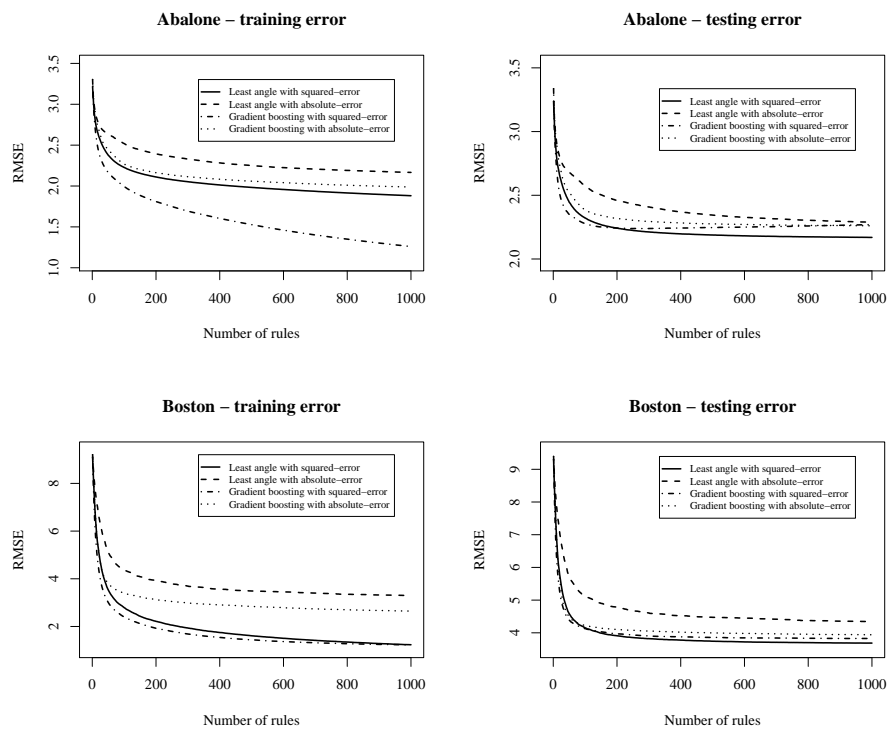 Abalone – training error
RMSE
3.5
3.0
2.5
2.0
1.5
1.0
Least angle with squared–error
Least angle with absolute–error
Gradient boosting with squared–error
Gradient boosting with absolute–error
0 200 400 600 800 1000
Number of rules
Abalone – testing error
RMSE
3.5
3.0
2.5
2.0
Least angle with squared–error
Least angle with absolute–error
Gradient boosting with squared–error
Gradient boosting with absolute–error
0 200 400 600 800 1000
Number of rules
Boston – training error
RMSE
8
6
4
2
Least angle with squared–error
Least angle with absolute–error
Gradient boosting with squared–error
Gradient boosting with absolute–error
0 200 400 600 800 1000
Number of rules
Boston – testing error
RMSE
9
8
7
6
5
4
Least angle with squared–error
Least angle with absolute–error
Gradient boosting with squared–error
Gradient boosting with absolute–error
0 200 400 600 800 1000
Number of rules